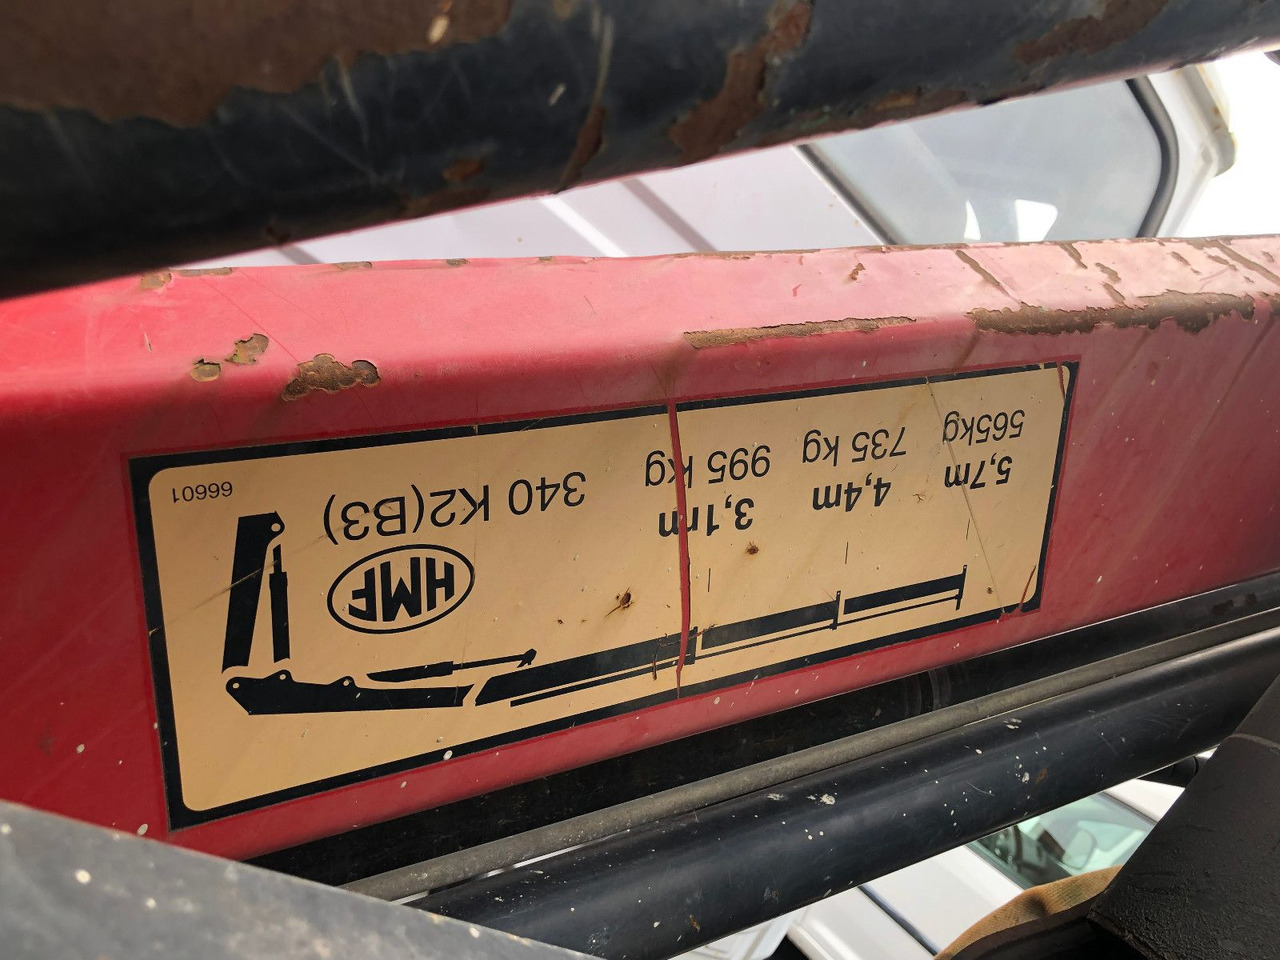 HMF
5,7m 4,4m 3,1m
565kg 735 kg 995 kg 340 K2(B3)
66601